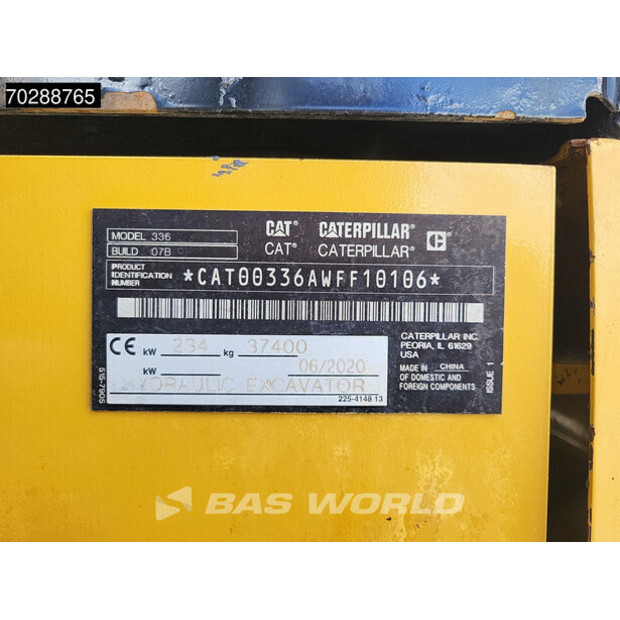 70288765
CAT CATERPILLAR
CAT® CATERPILLAR®
MODEL 336
BUILD 07B
PRODUCT IDENTIFICATION NUMBER
*CAT00336AWFF10106*
CE kW 234 kg 37400
kW 06/2020
HYDRAULIC EXCAVATOR
225-4148 13
515-7905
CATERPILLAR INC.
PEORIA, IL 61629
USA
MADE IN CHINA
OF DOMESTIC AND
FOREIGN COMPONENTS
ISSUE 1
BAS WORLD